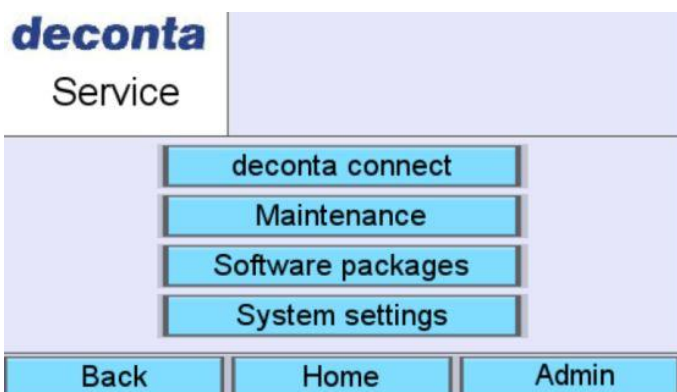 deconta
Service
deconta connect
Maintenance
Software packages
System settings
Back Home Admin